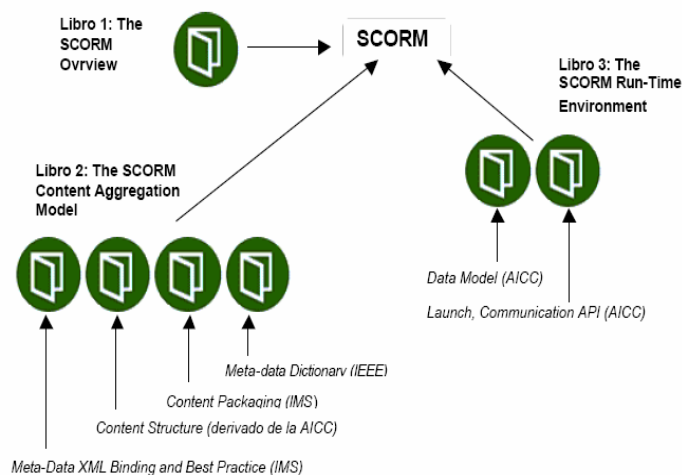 Libro 1: The
SCORM
Ovrview
SCORM
Libro 3: The
SCORM Run-Time
Environment
Libro 2: The SCORM
Content Aggregation
Model
Data Model (AICC)
Launch, Communication API (AICC)
Meta-data Dictionary (IEEE)
Content Packaging (IMS)
Content Structure (derivado de la AICC)
Meta-Data XML Binding and Best Practice (IMS)